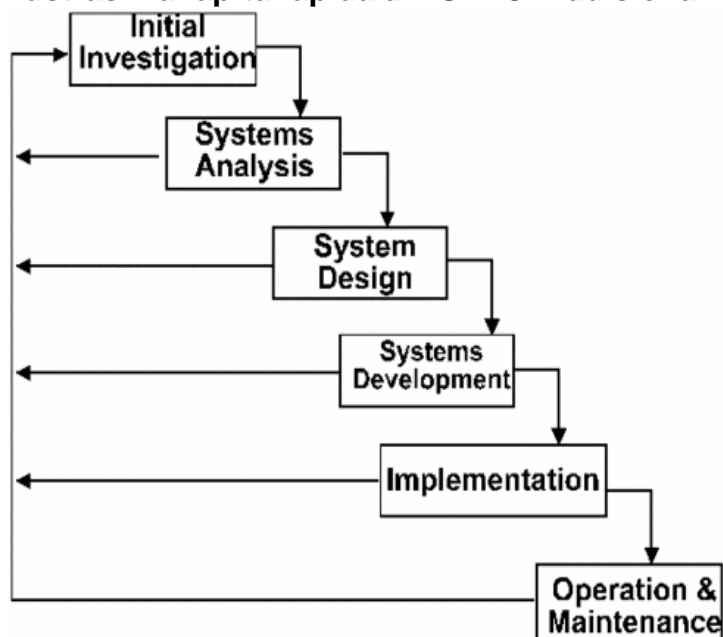 Initial
Investigation
Systems
Analysis
System
Design
Systems
Development
Implementation
Operation &
Maintenance